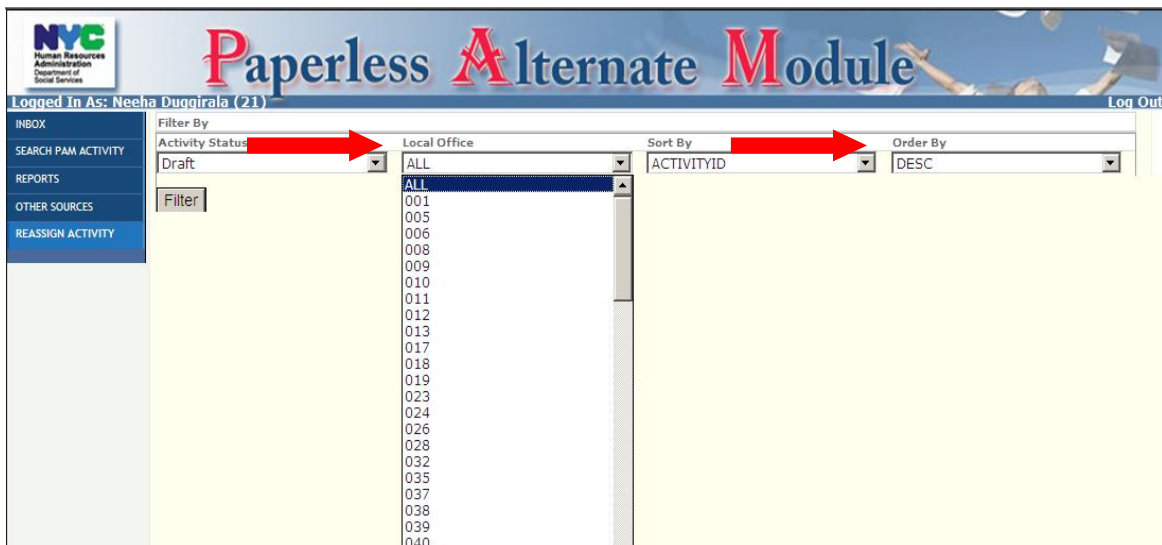 NYC
Human Resources
Administration
Department of
Social Services
Paperless Alternate Module
Logged In As: Neeha Duggirala (21)
Log Out
INBOX
SEARCH PAM ACTIVITY
REPORTS
OTHER SOURCES
REASSIGN ACTIVITY
Filter By
Activity Status Local Office Sort By Order By
Draft ALL ACTIVITYID DESC
Filter
ALL
001
005
006
008
009
010
011
012
013
017
018
019
023
024
026
028
032
035
037
038
039
040